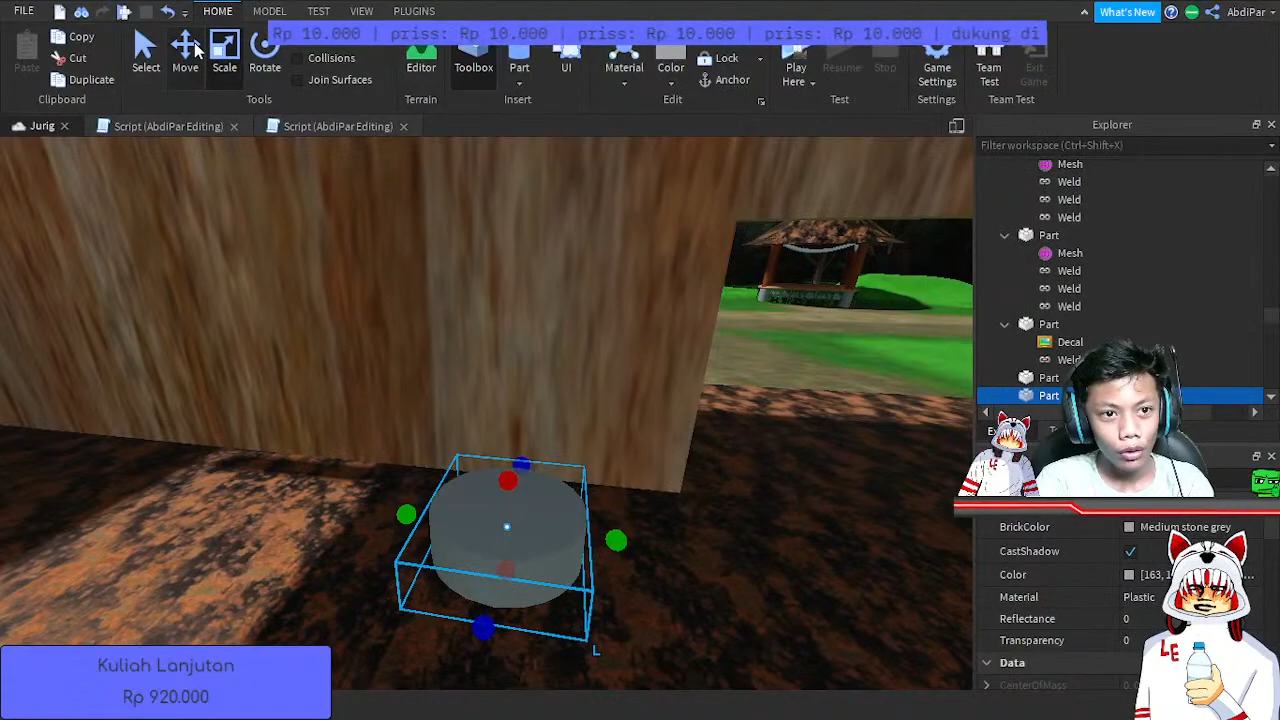 FILE HOME MODEL TEST VIEW PLUGINS What's New AbdiPar
Rp 10.000 | priss: Rp 10.000 | priss: Rp 10.000 | priss: Rp 10.000 | dukung di
Paste Copy Cut Duplicate Select Move Scale Rotate Collisions Join Surfaces Editor Toolbox Part UI Material Color Lock Anchor Play Here Resume Stop Game Settings Team Test Exit Game
Clipboard Tools Terrain Insert Edit Test Settings Team Test
Jurig Script (AbdiParEditing) Script (AbdiParEditing) Explorer
Filter workspace (Ctrl+Shift+X)
Mesh
Weld
Weld
Weld
Part
Mesh
Weld
Weld
Weld
Part
Decal
Part
Part
BrickColor Medium stone grey
CastShadow
Color
Material Plastic
Reflectance 0
Transparency 0
Data
CenterOfMass
L
LE
LE
Kuliah Lanjutan
Rp 920.000